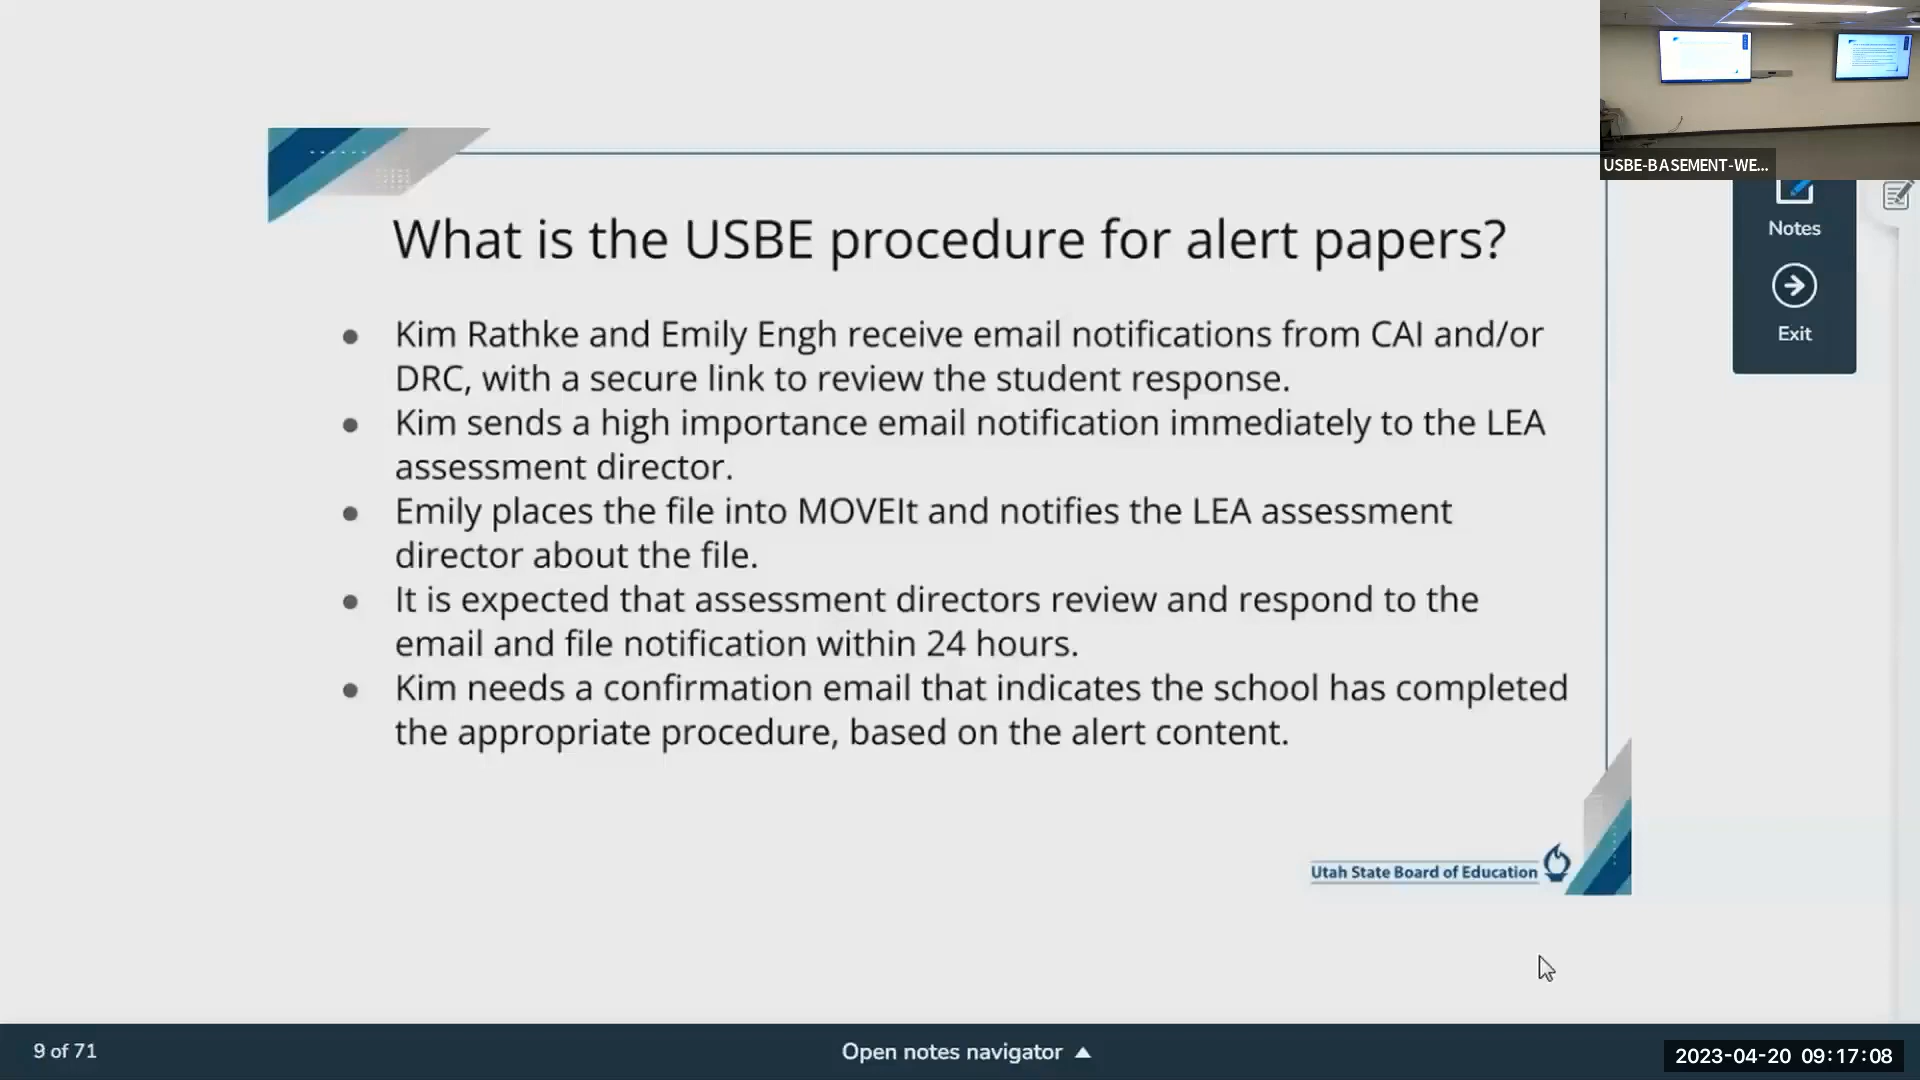 USBE-BASEMENT-WE...
Notes
Exit
What is the USBE procedure for alert papers?
● Kim Rathke and Emily Engh receive email notifications from CAI and/or
DRC, with a secure link to review the student response.
● Kim sends a high importance email notification immediately to the LEA
assessment director.
● Emily places the file into MOVEIt and notifies the LEA assessment
director about the file.
● It is expected that assessment directors review and respond to the
email and file notification within 24 hours.
● Kim needs a confirmation email that indicates the school has completed
the appropriate procedure, based on the alert content.
Utah State Board of Education
9 of 71
Open notes navigator ▲
2023-04-20 09:17:08